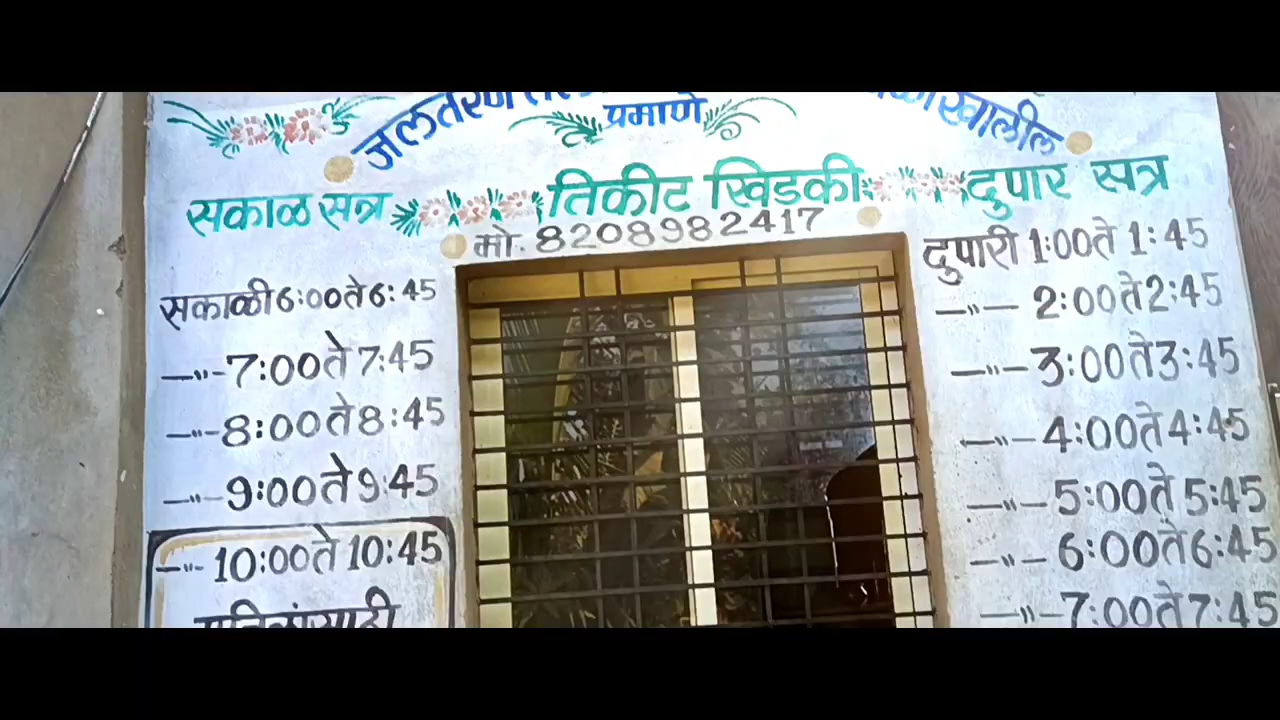 जलतरण
खालील
प्रमाणे
सकाळ सत्र
तिकीट खिडकी
दुपार सत्र
मो. 8208982417
सकाळी 6:00 ते 6:45
—"— 7:00 ते 7:45
—"— 8:00 ते 8:45
—"— 9:00 ते 9:45
—"— 10:00 ते 10:45
महिलांसाठी
दुपारी 1:00 ते 1:45
—"— 2:00 ते 2:45
—"— 3:00 ते 3:45
—"— 4:00 ते 4:45
—"— 5:00 ते 5:45
—"— 6:00 ते 6:45
—"— 7:00 ते 7:45